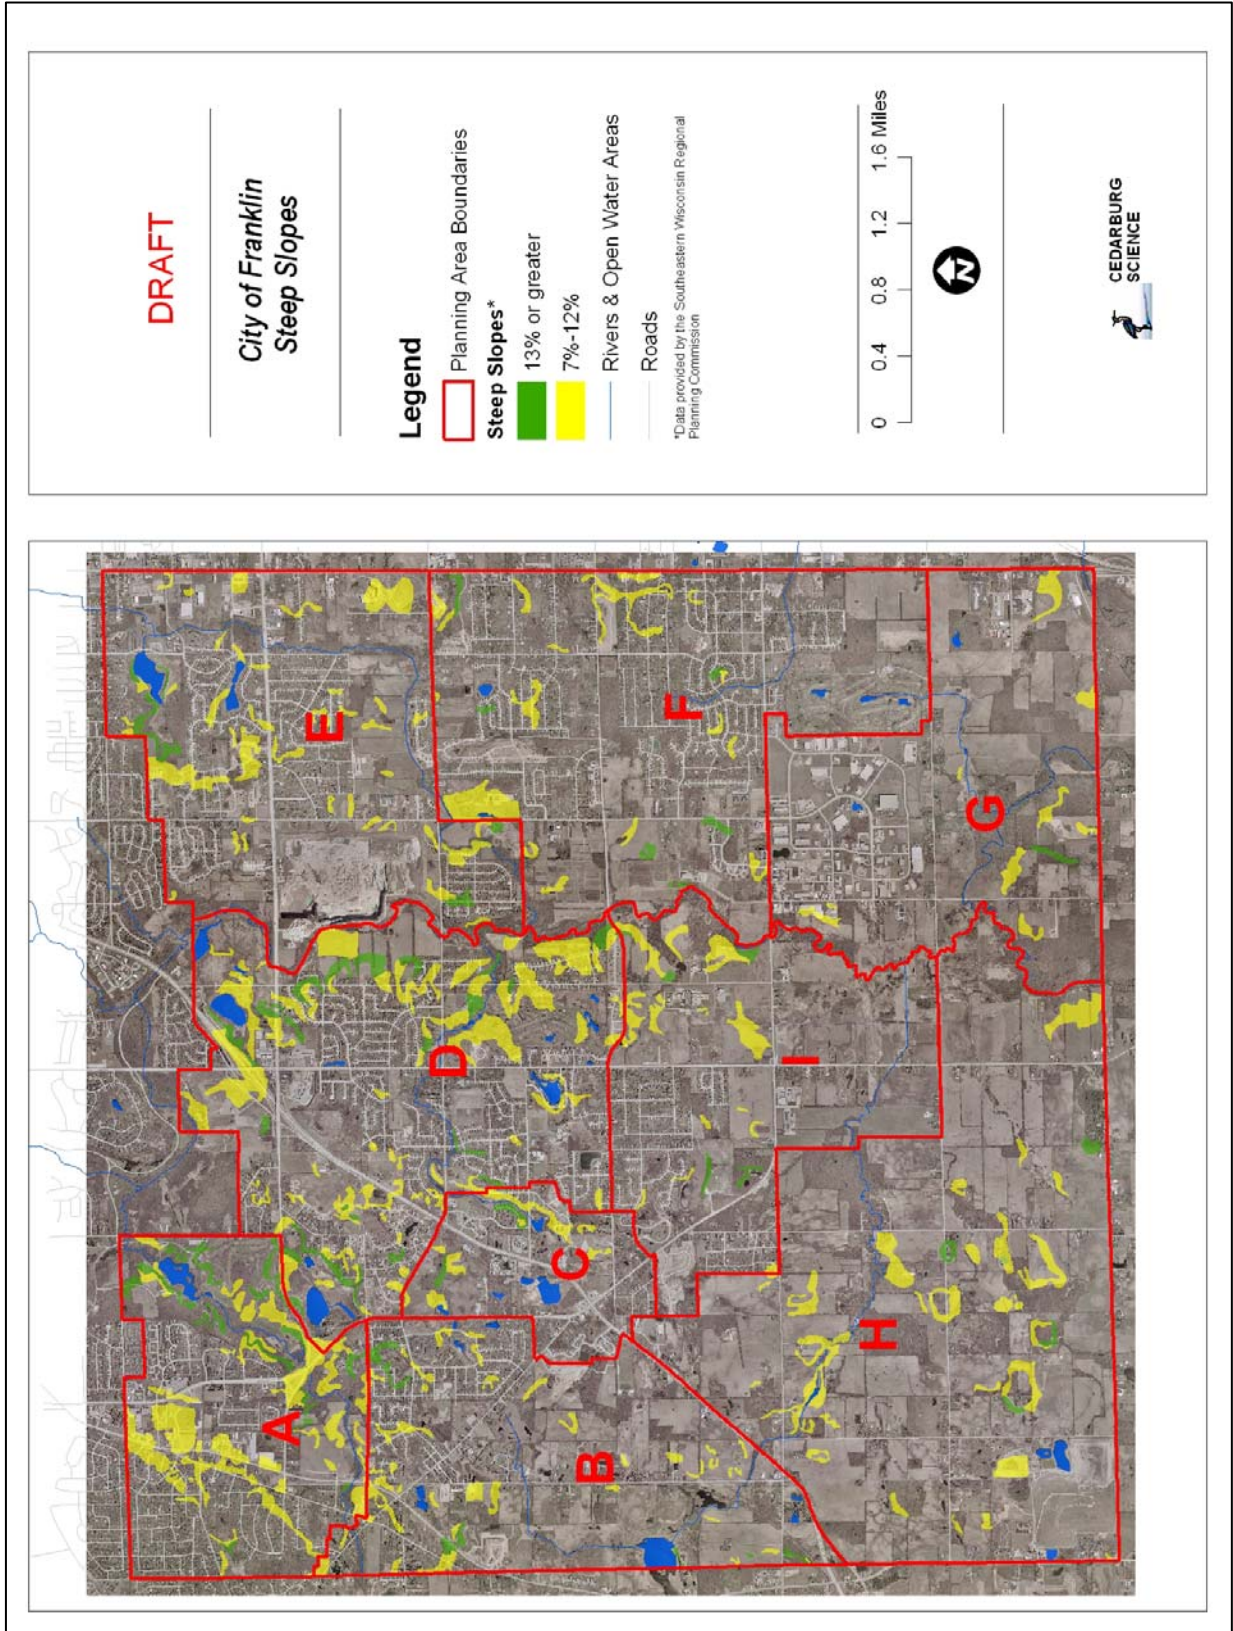 DRAFT
City of Franklin
Steep Slopes
Legend
Planning Area Boundaries
Steep Slopes*
13% or greater
7%-12%
Rivers & Open Water Areas
Roads
*Data provided by the Southeastern Wisconsin Regional
Planning Commission
0 0.4 0.8 1.2 1.6 Miles
N
CEDARBURG
SCIENCE
A
B
C
D
E
F
G
H
I